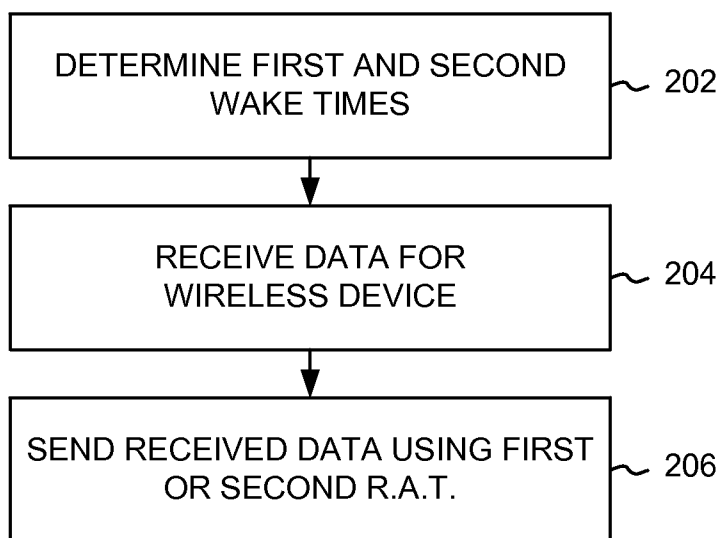 DETERMINE FIRST AND SECOND
WAKE TIMES
202
RECEIVE DATA FOR
WIRELESS DEVICE
204
SEND RECEIVED DATA USING FIRST
OR SECOND R.A.T.
206